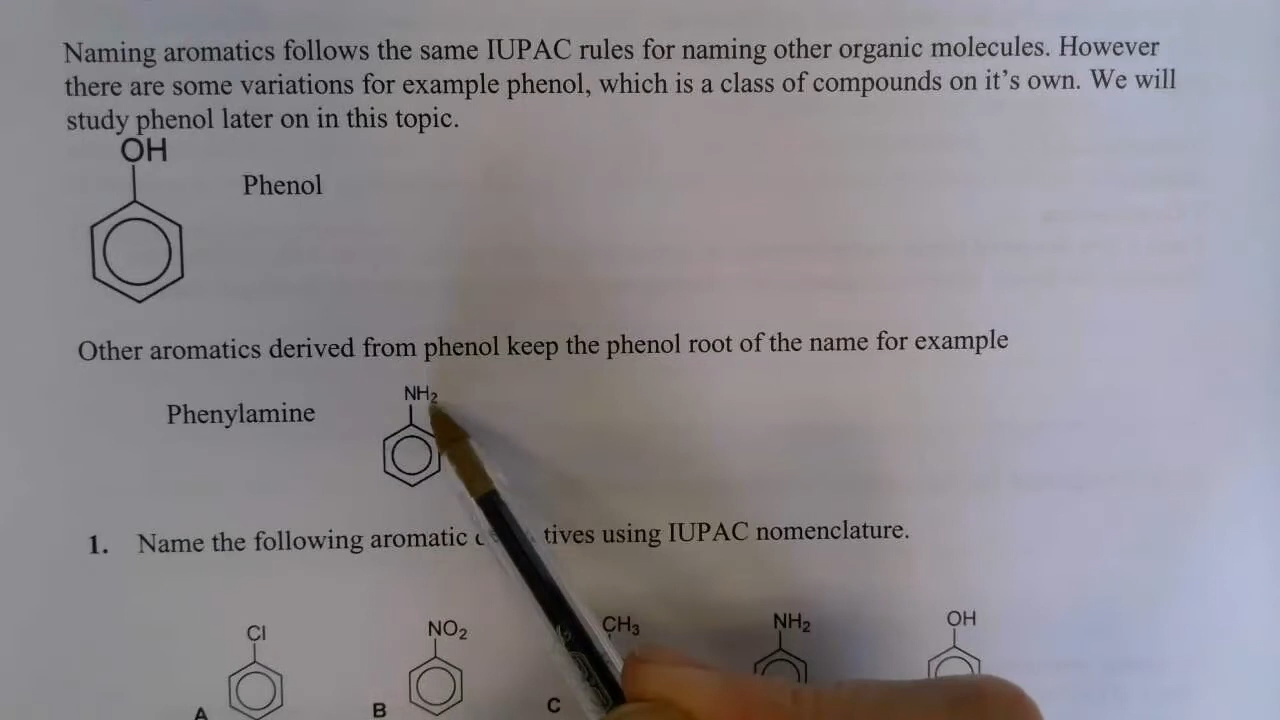 Naming aromatics follows the same IUPAC rules for naming other organic molecules. However
there are some variations for example phenol, which is a class of compounds on it's own. We will
study phenol later on in this topic.
OH
Phenol
Other aromatics derived from phenol keep the phenol root of the name for example
NH₂
Phenylamine
1. Name the following aromatic tives using IUPAC nomenclature.
Cl NO₂ CH₃ NH₂ OH
A B C